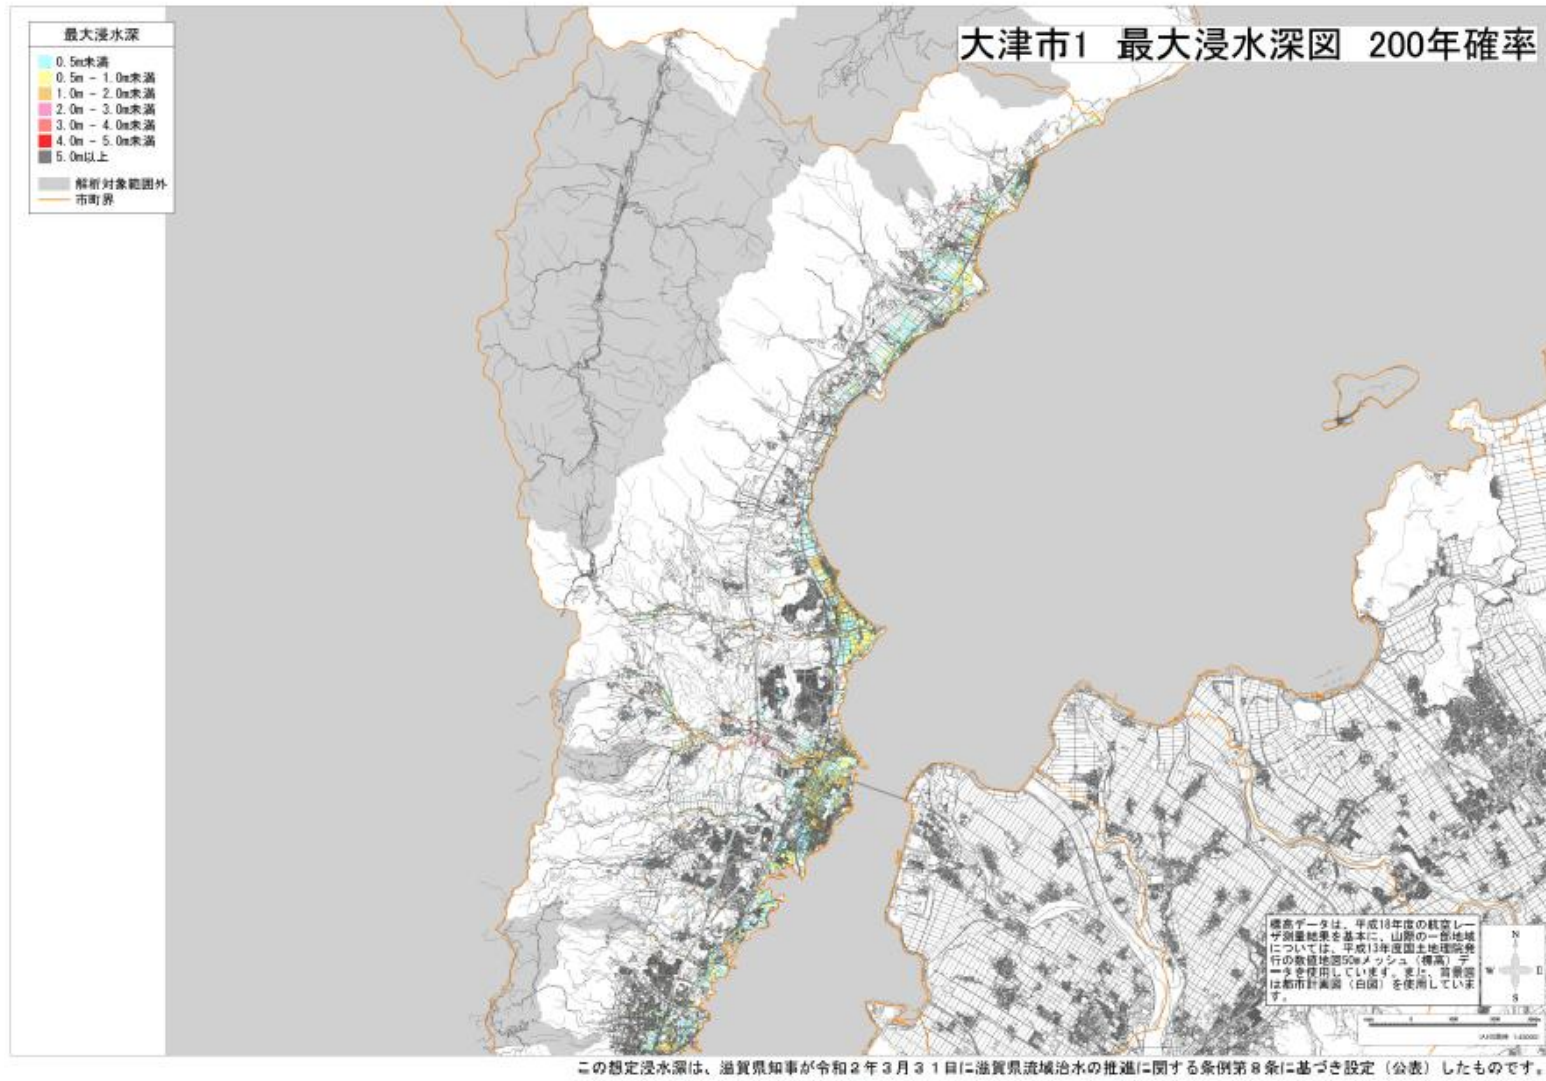 大津市1 最大浸水深図 200年確率
最大浸水深
0.5m未満
0.5m - 1.0m未満
1.0m - 2.0m未満
2.0m - 3.0m未満
3.0m - 4.0m未満
4.0m - 5.0m未満
5.0m以上
解析対象範囲外
市町界
標高データは、平成18年度の航空レー
ザ測量結果を基本に、山際の一部地域
については、平成13年度国土地理院発
行の数値地図50mメッシュ(標高)デ
ータを使用しています。また、背景図
は都市計画図(白図)を使用していま
す。
N
W E
S
この想定浸水深は、滋賀県知事が令和2年3月31日に滋賀県流域治水の推進に関する条例第8条に基づき設定(公表)したものです。